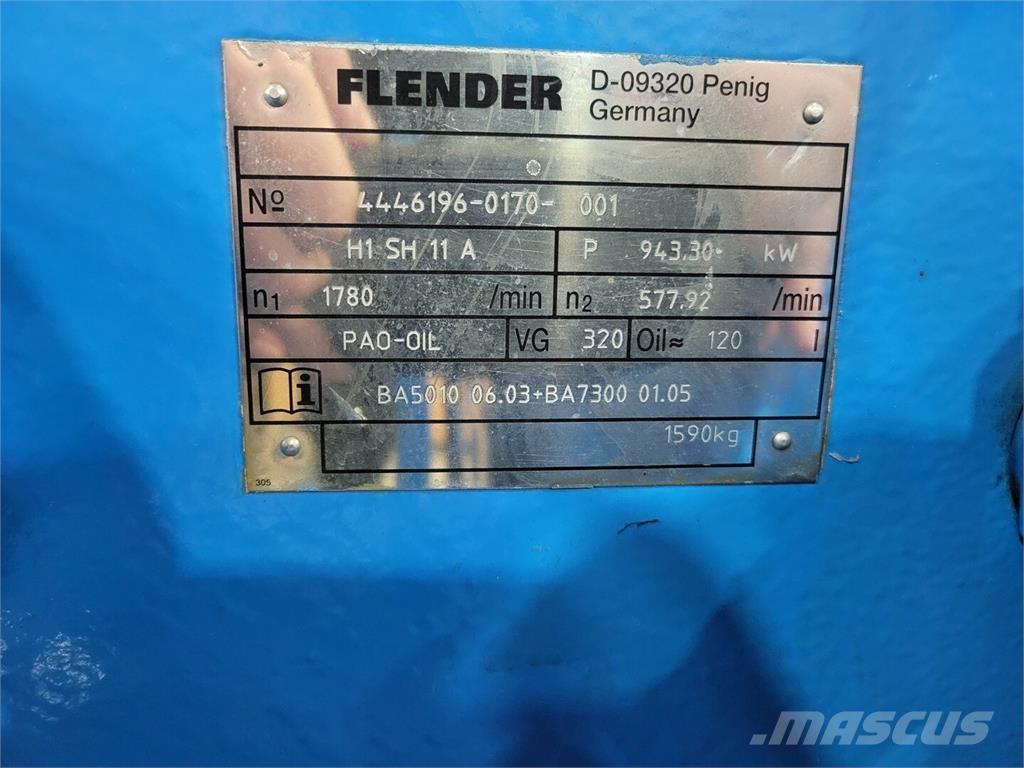 FLENDER D-09320 Penig
Germany
Nº 4446196-0170- 001
H1 SH 11 A P 943.30 kW
n1 1780 /min n2 577.92 /min
PAO-OIL VG 320 Oil≈ 120 l
i BA5010 06.03+BA7300 01.05
1590kg
305
MASCUS